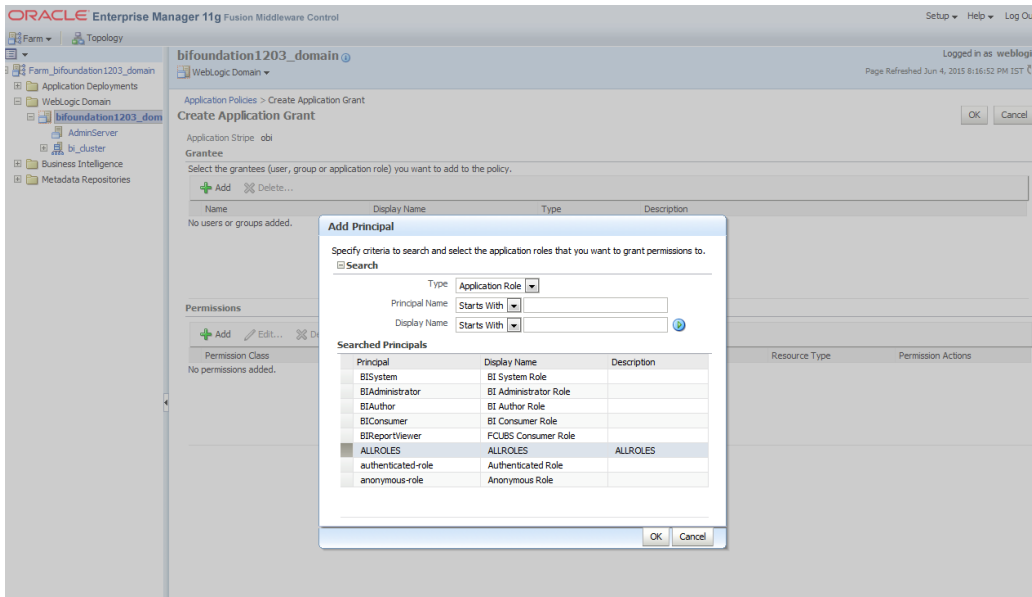 ORACLE Enterprise Manager 11g Fusion Middleware Control
Setup Help Log Ou
Farm Topology
Farm_bifoundation1203_domain
Application Deployments
WebLogic Domain
bifoundation1203_dom
AdminServer
bi_cluster
Business Intelligence
Metadata Repositories
bifoundation1203_domain
Logged in as weblogi
WebLogic Domain
Page Refreshed Jun 4, 2015 8:16:52 PM IST
Application Policies > Create Application Grant
Create Application Grant
OK Cancel
Application Stripe obi
Grantee
Select the grantees (user, group or application role) you want to add to the policy.
Add Delete...
Name Display Name Type Description
No users or groups added.
Permissions
Add Edit... De
Permission Class Resource Type Permission Actions
No permissions added.
Add Principal
Specify criteria to search and select the application roles that you want to grant permissions to.
Search
Type Application Role
Principal Name Starts With
Display Name Starts With
Searched Principals
Principal Display Name Description
BISystem BI System Role
BIAdministrator BI Administrator Role
BIAuthor BI Author Role
BIConsumer BI Consumer Role
BIReportViewer FCUBS Consumer Role
ALLROLES ALLROLES ALLROLES
authenticated-role Authenticated Role
anonymous-role Anonymous Role
OK Cancel